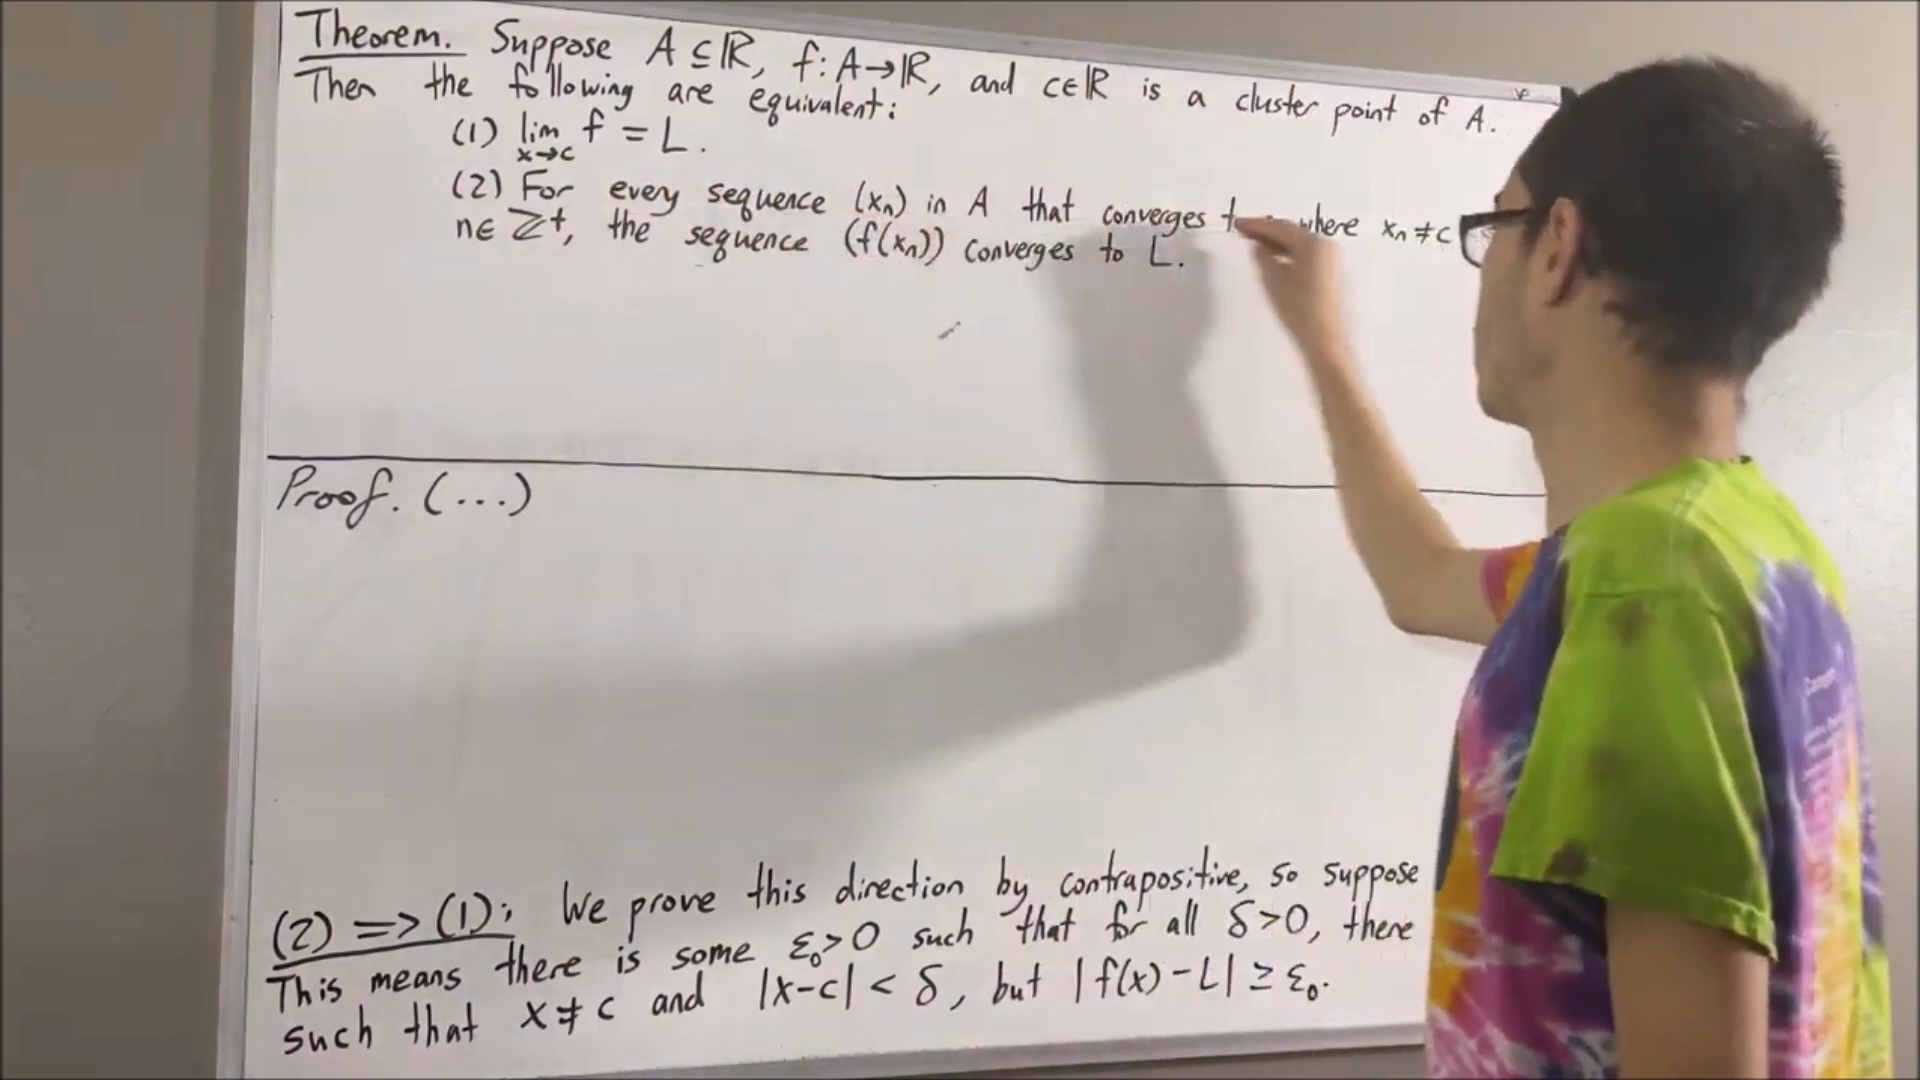 Theorem. Suppose A ⊆ ℝ, f: A→ℝ, and c∈ℝ is a cluster point of A.
Then the following are equivalent:
(1) lim x→c f = L.
(2) For every sequence (xₙ) in A that converges where xₙ ≠ c
n∈ ℤ⁺, the sequence (f(xₙ)) converges to L.
Proof. (...)
(2) => (1): We prove this direction by contrapositive, so suppose
This means there is some ε₀>0 such that for all δ>0, there
such that x≠c and |x-c| < δ, but |f(x)-L| ≥ ε₀.